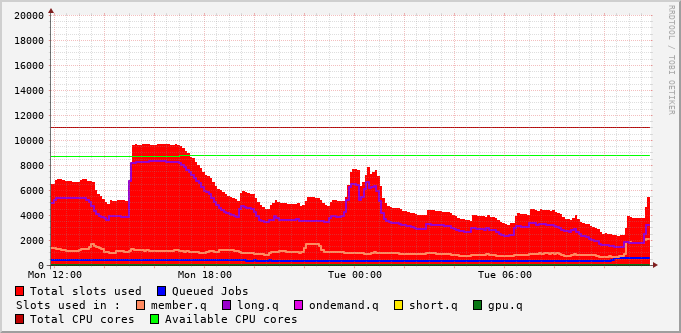 20000
18000
16000
14000
12000
10000
8000
6000
4000
2000
0
Mon 12:00 Mon 18:00 Tue 00:00 Tue 06:00
Total slots used Queued Jobs
Slots used in : member.q long.q ondemand.q short.q gpu.q
Total CPU cores Available CPU cores
RRDTOOL / TOBI OETIKER